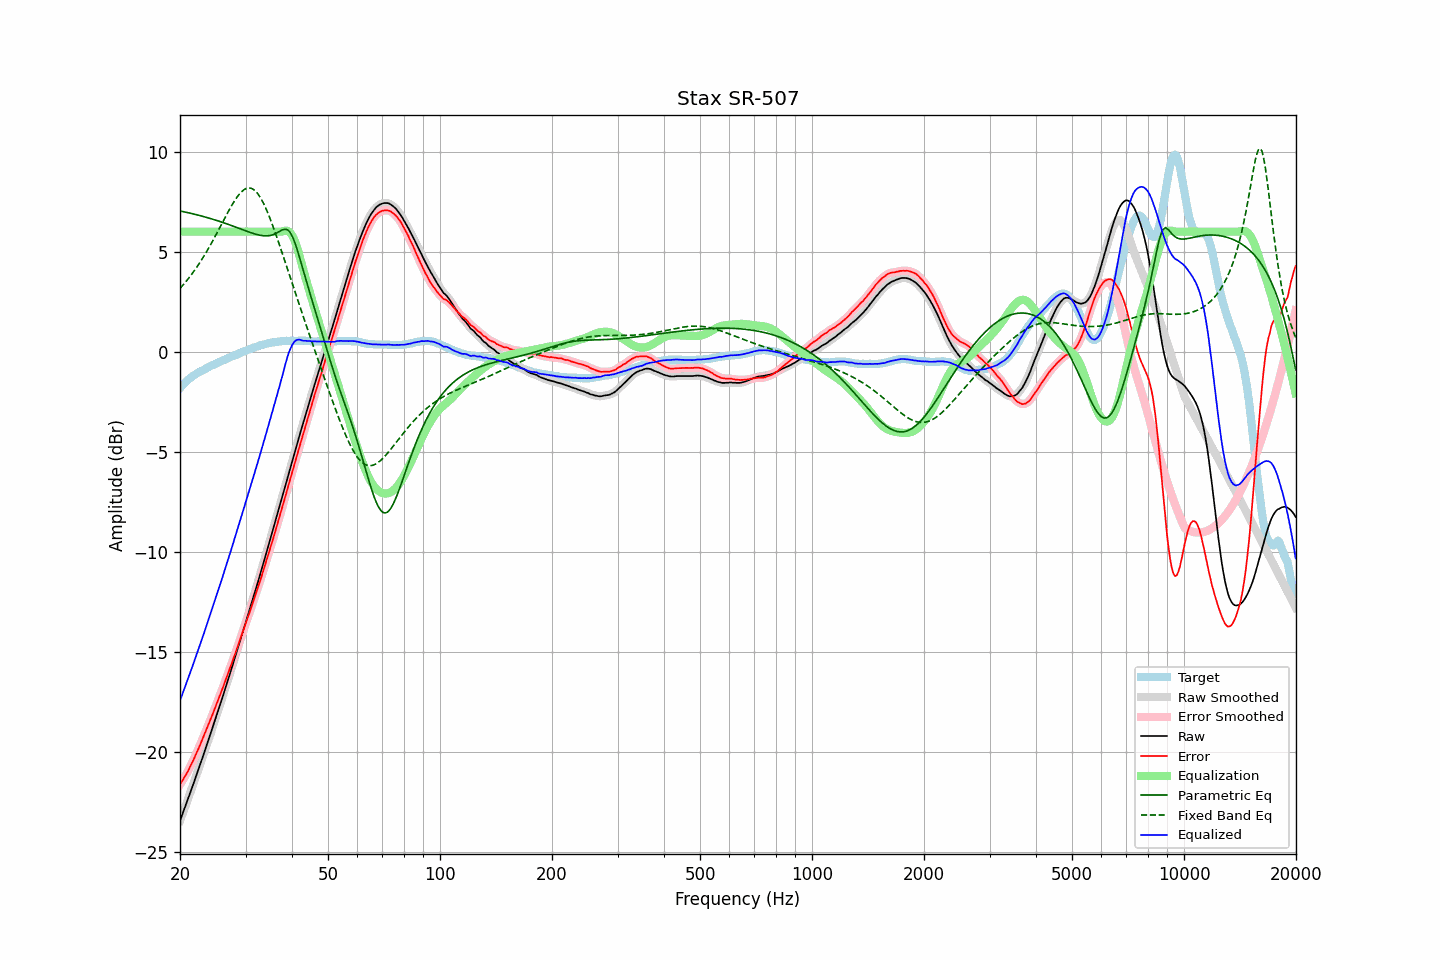 Stax SR-507
Amplitude (dBr)
10
5
0
−5
−10
−15
−20
−25
20
50
100
200
500
1000
2000
5000
10000
20000
Frequency (Hz)
Target
Raw Smoothed
Error Smoothed
Raw
Error
Equalization
Parametric Eq
Fixed Band Eq
Equalized